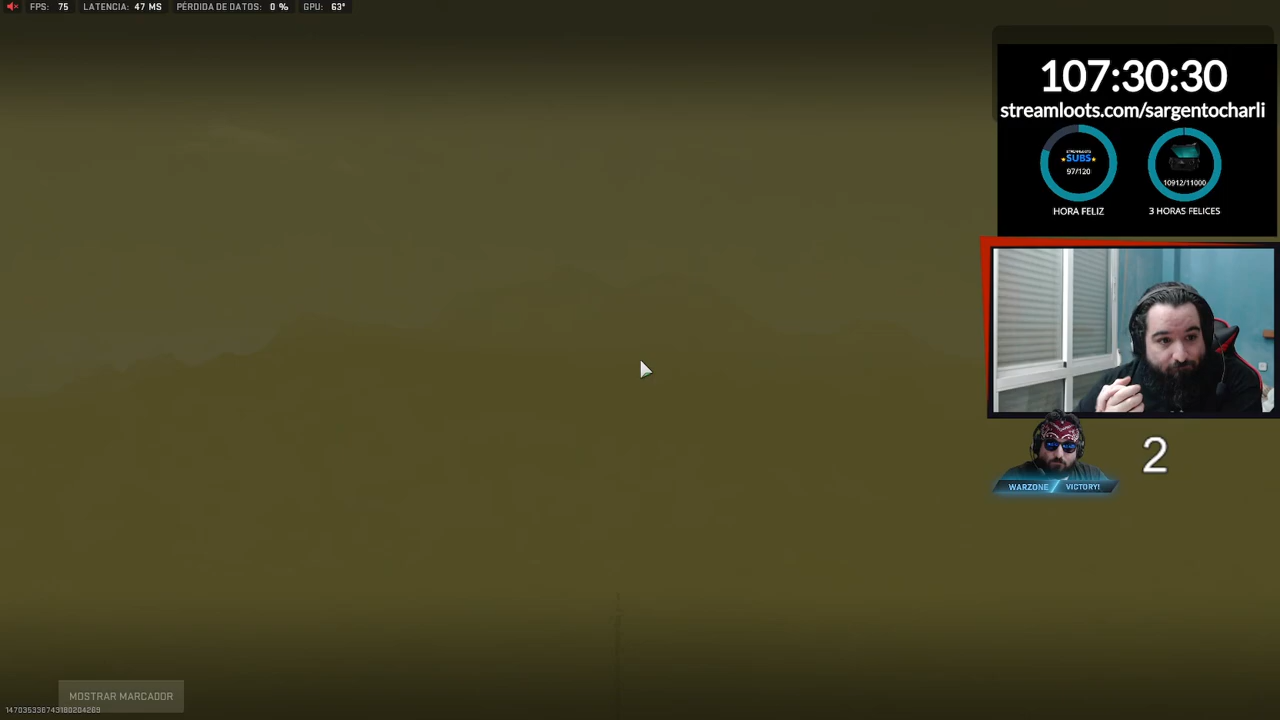 FPS: 75 LATENCIA: 47 MS PÉRDIDA DE DATOS: 0 % GPU: 63°
107:30:30
streamloots.com/sargentocharli
STREAMLOOTS
SUBS
97/120
10912/11000
HORA FELIZ
3 HORAS FELICES
2
WARZONE VICTORY!
MOSTRAR MARCADOR